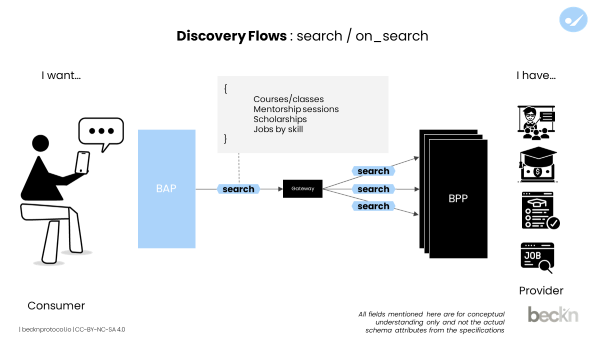 Discovery Flows : search / on_search
I want...
I have...
{
Courses/classes
Mentorship sessions
Scholarships
Jobs by skill
}
BAP
search
Gateway
search
search
search
BPP
JOB
Consumer
Provider
All fields mentioned here are for conceptual
understanding only and not the actual
schema attributes from the specifications
beckn
| becknprotocol.io | CC-BY-NC-SA 4.0